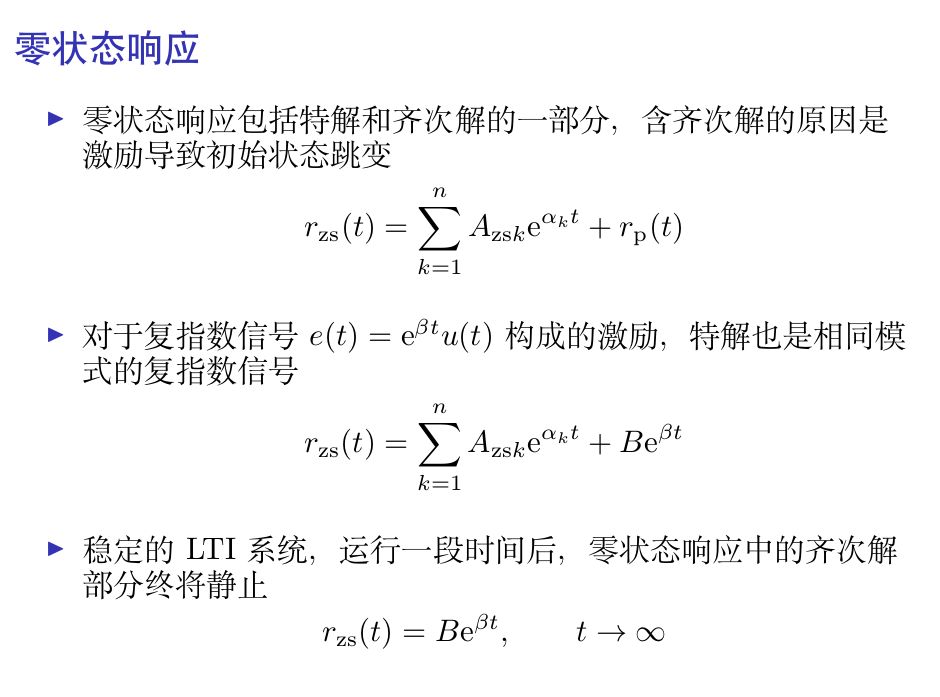 零状态响应
▶ 零状态响应包括特解和齐次解的一部分，含齐次解的原因是
激励导致初始状态跳变
$r_{\mathrm{zs}}(t) = \sum_{k=1}^{n} A_{\mathrm{zs}k} \mathrm{e}^{\alpha_k t} + r_{\mathrm{p}}(t)$
▶ 对于复指数信号 $e(t) = \mathrm{e}^{\beta t} u(t)$ 构成的激励，特解也是相同模
式的复指数信号
$r_{\mathrm{zs}}(t) = \sum_{k=1}^{n} A_{\mathrm{zs}k} \mathrm{e}^{\alpha_k t} + B \mathrm{e}^{\beta t}$
▶ 稳定的 LTI 系统，运行一段时间后，零状态响应中的齐次解
部分终将静止
$r_{\mathrm{zs}}(t) = B \mathrm{e}^{\beta t}, \qquad t \to \infty$